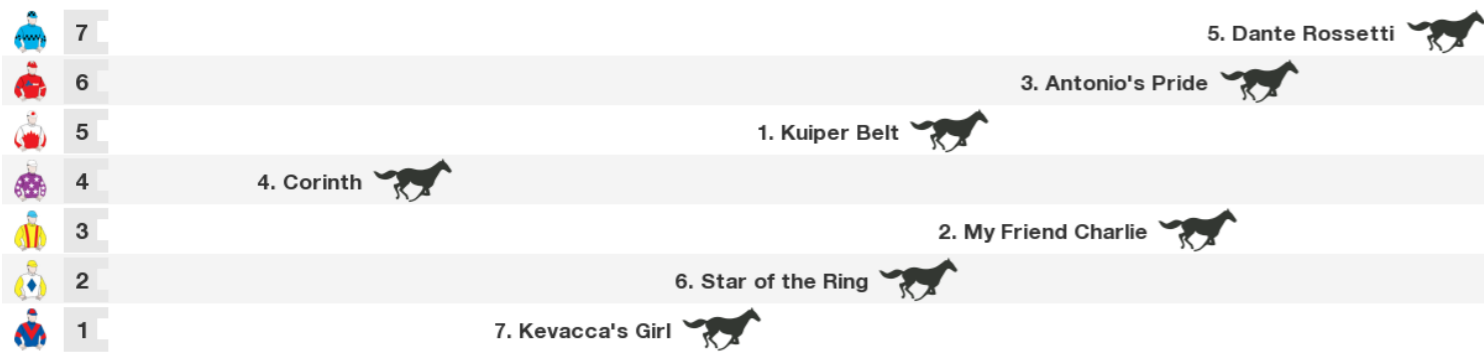 7 5. Dante Rossetti
6 3. Antonio's Pride
5 1. Kuiper Belt
4 4. Corinth
3 2. My Friend Charlie
2 6. Star of the Ring
1 7. Kevacca's Girl